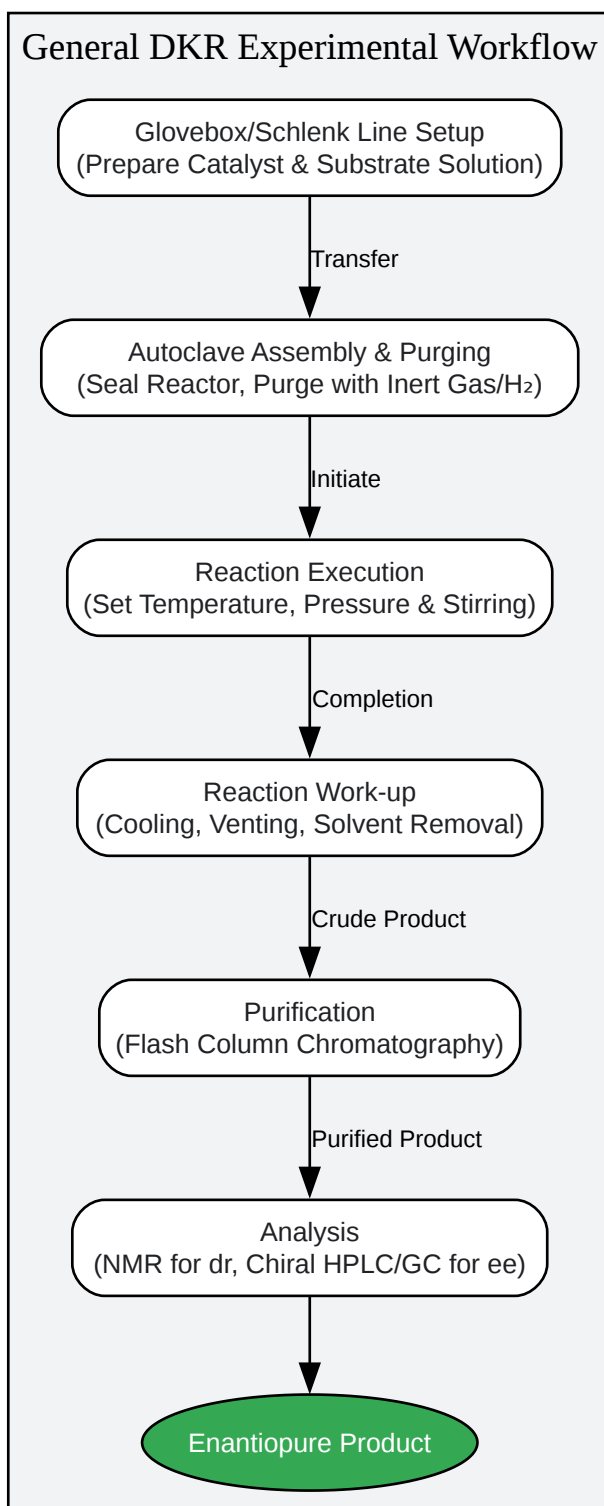 General DKR Experimental Workflow
Glovebox/Schlenk Line Setup
(Prepare Catalyst & Substrate Solution)
Transfer
Autoclave Assembly & Purging
(Seal Reactor, Purge with Inert Gas/H₂)
Initiate
Reaction Execution
(Set Temperature, Pressure & Stirring)
Completion
Reaction Work-up
(Cooling, Venting, Solvent Removal)
Crude Product
Purification
(Flash Column Chromatography)
Purified Product
Analysis
(NMR for dr, Chiral HPLC/GC for ee)
Enantiopure Product